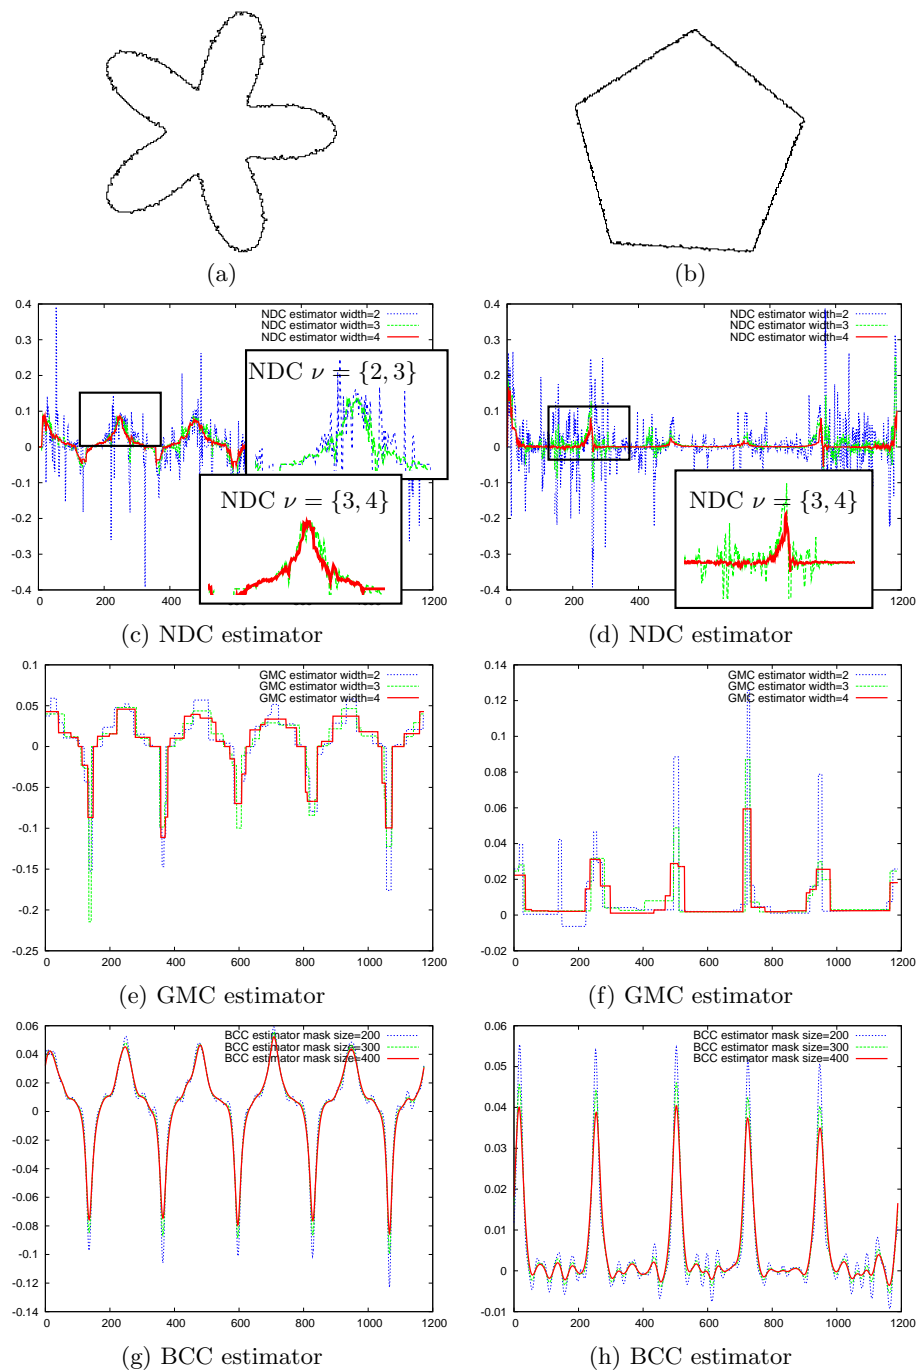 (a)
(b)
0.4
0.3
0.2
0.1
0
-0.1
-0.2
-0.3
-0.4
0 200 400 600 1200
NDC estimator width=2
NDC estimator width=3
NDC estimator width=4
NDC ν = {2, 3}
NDC ν = {3, 4}
(c) NDC estimator
0.4
0.3
0.2
0.1
0
-0.1
-0.2
-0.3
-0.4
0 200 400 1200
NDC estimator width=2
NDC estimator width=3
NDC estimator width=4
NDC ν = {3, 4}
(d) NDC estimator
0.1
0.05
0
-0.05
-0.1
-0.15
-0.2
-0.25
0 200 400 600 800 1000 1200
GMC estimator width=2
GMC estimator width=3
GMC estimator width=4
(e) GMC estimator
0.14
0.12
0.1
0.08
0.06
0.04
0.02
0
-0.02
0 200 400 600 800 1000 1200
GMC estimator width=2
GMC estimator width=3
GMC estimator width=4
(f) GMC estimator
0.06
0.04
0.02
0
-0.02
-0.04
-0.06
-0.08
-0.1
-0.12
-0.14
0 200 400 600 800 1000 1200
BCC estimator mask size=200
BCC estimator mask size=300
BCC estimator mask size=400
(g) BCC estimator
0.06
0.05
0.04
0.03
0.02
0.01
0
-0.01
0 200 400 600 800 1000 1200
BCC estimator mask size=200
BCC estimator mask size=300
BCC estimator mask size=400
(h) BCC estimator